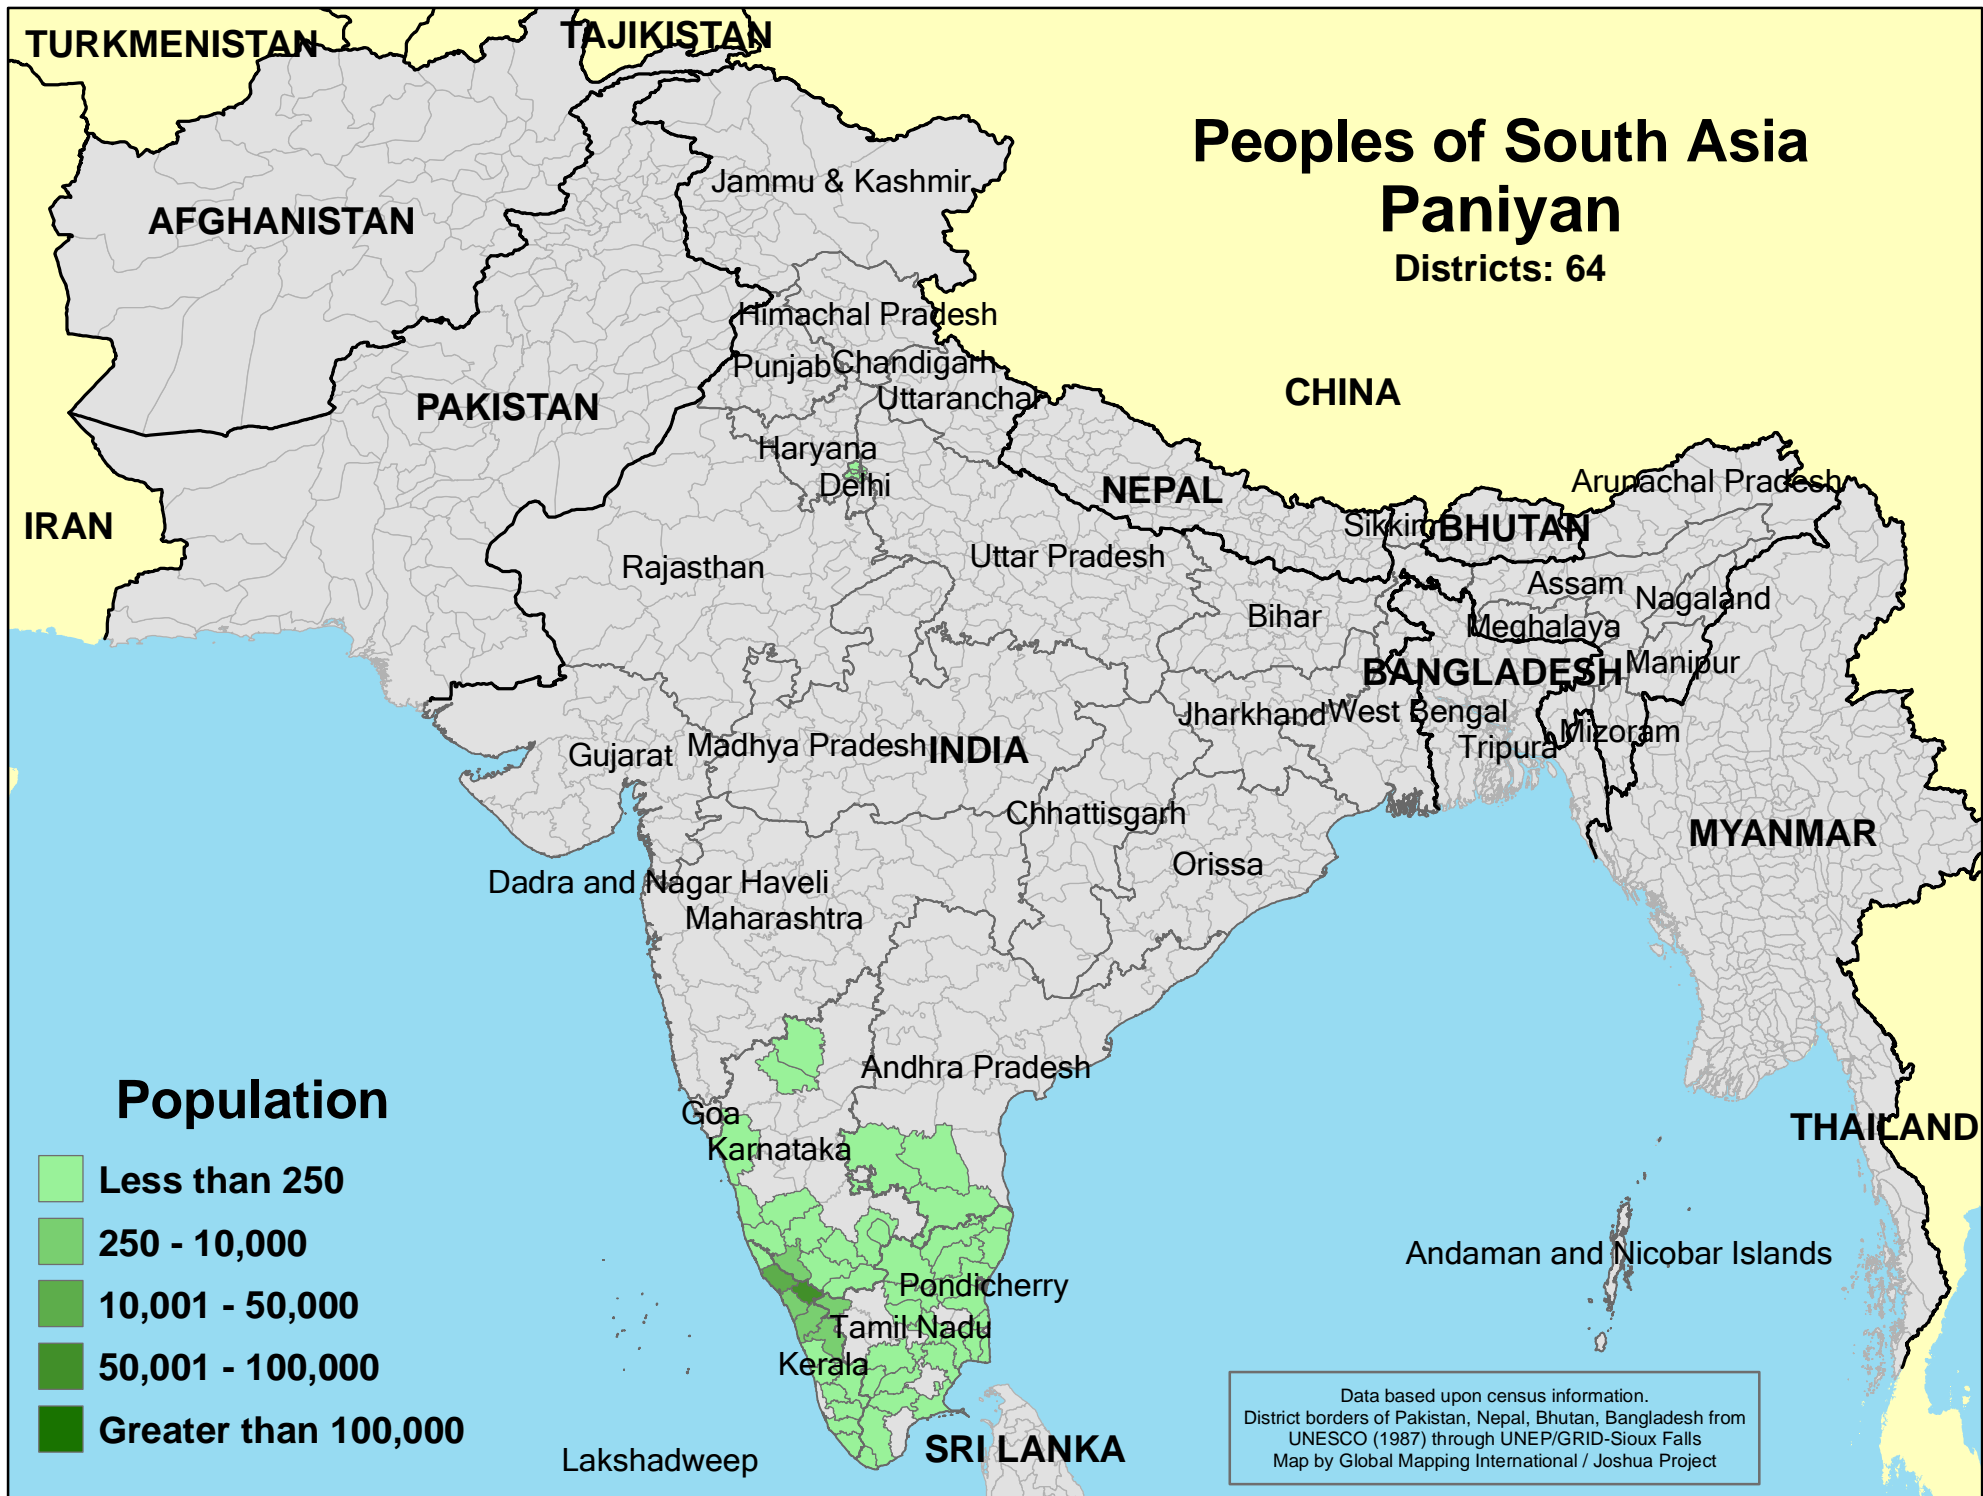 TURKMENISTAN
TAJIKISTAN
Peoples of South Asia
Paniyan
Districts: 64
Jammu & Kashmir
AFGHANISTAN
Himachal Pradesh
Punjab
Chandigarh
Uttaranchal
CHINA
PAKISTAN
Haryana
Delhi
NEPAL
Arunachal Pradesh
IRAN
Sikkim
BHUTAN
Rajasthan
Uttar Pradesh
Assam
Nagaland
Bihar
Meghalaya
BANGLADESH
Manipur
Jharkhand
West Bengal
Tripura
Mizoram
Gujarat
Madhya Pradesh
INDIA
Chhattisgarh
MYANMAR
Orissa
Dadra and Nagar Haveli
Maharashtra
Andhra Pradesh
Goa
Karnataka
THAILAND
Population
Less than 250
250 - 10,000
10,001 - 50,000
50,001 - 100,000
Greater than 100,000
Andaman and Nicobar Islands
Pondicherry
Tamil Nadu
Kerala
Lakshadweep
SRI LANKA
Data based upon census information.
District borders of Pakistan, Nepal, Bhutan, Bangladesh from
UNESCO (1987) through UNEP/GRID-Sioux Falls
Map by Global Mapping International / Joshua Project